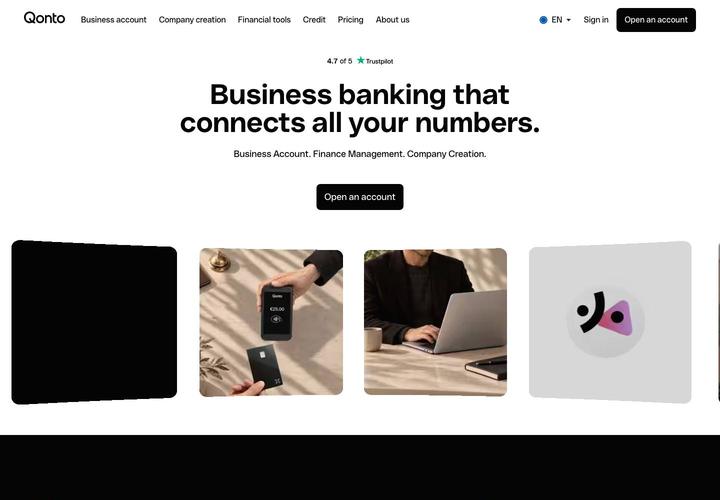 Qonto
Business account
Company creation
Financial tools
Credit
Pricing
About us
EN
Sign in
Open an account
4.7 of 5 Trustpilot
Business banking that
connects all your numbers.
Business Account. Finance Management. Company Creation.
Open an account
Qonto
€25.00